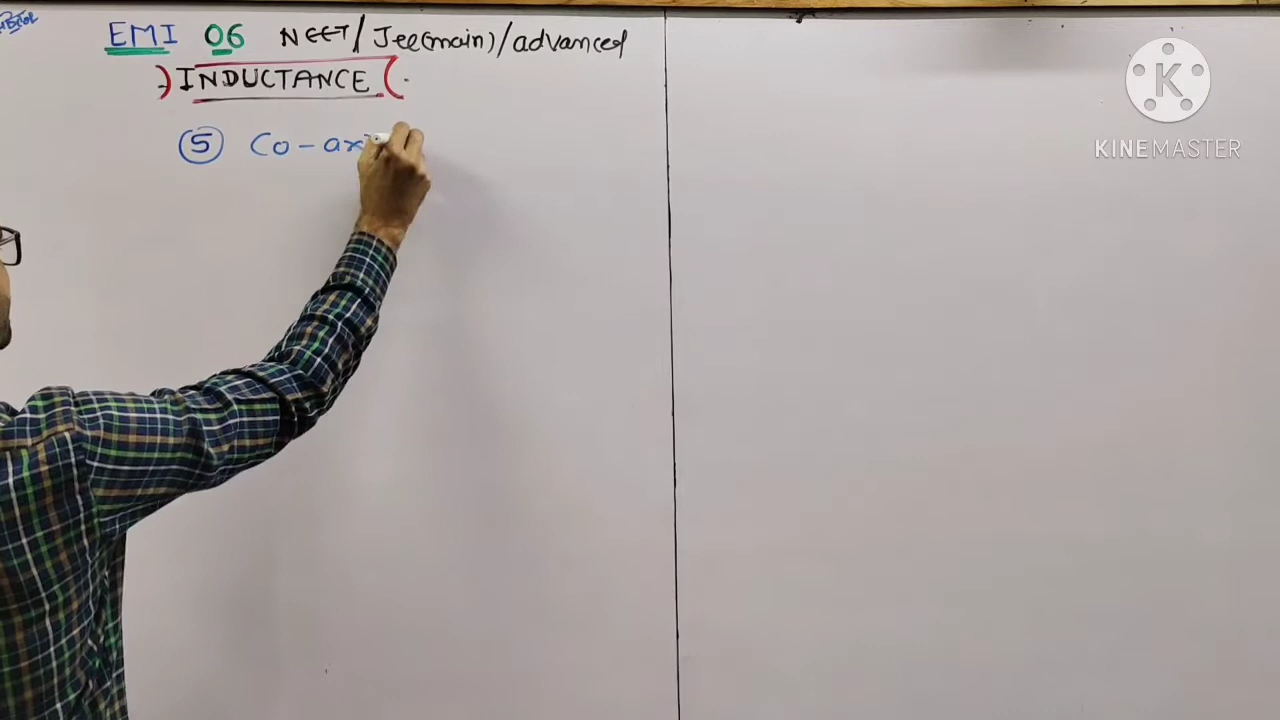 EMI 06 NEET/Jee(main)/advanced
INDUCTANCE
5 Co-ax
K
KINEMASTER